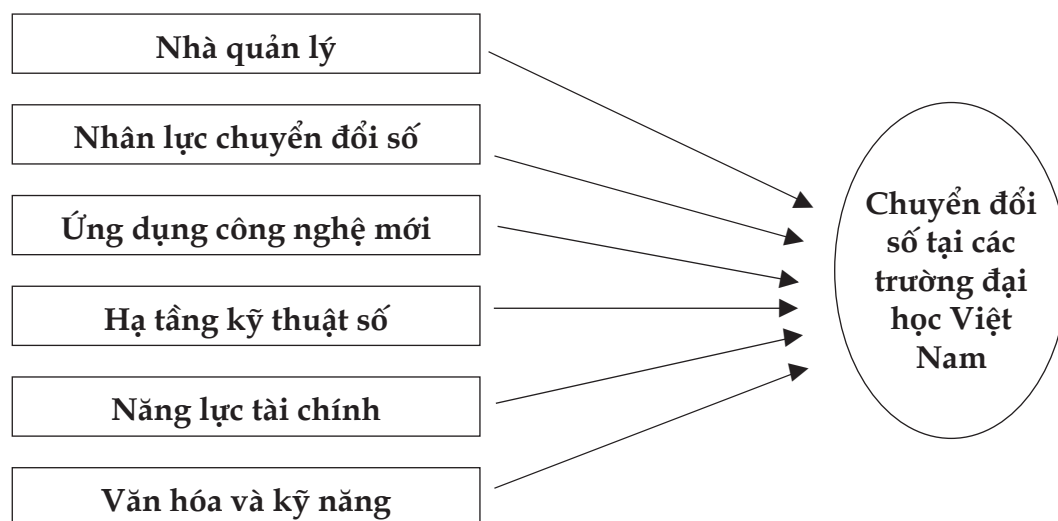 Nhà quản lý
Nhân lực chuyển đổi số
Ứng dụng công nghệ mới
Hạ tầng kỹ thuật số
Năng lực tài chính
Văn hóa và kỹ năng
Chuyển đổi
số tại các
trường đại
học Việt
Nam